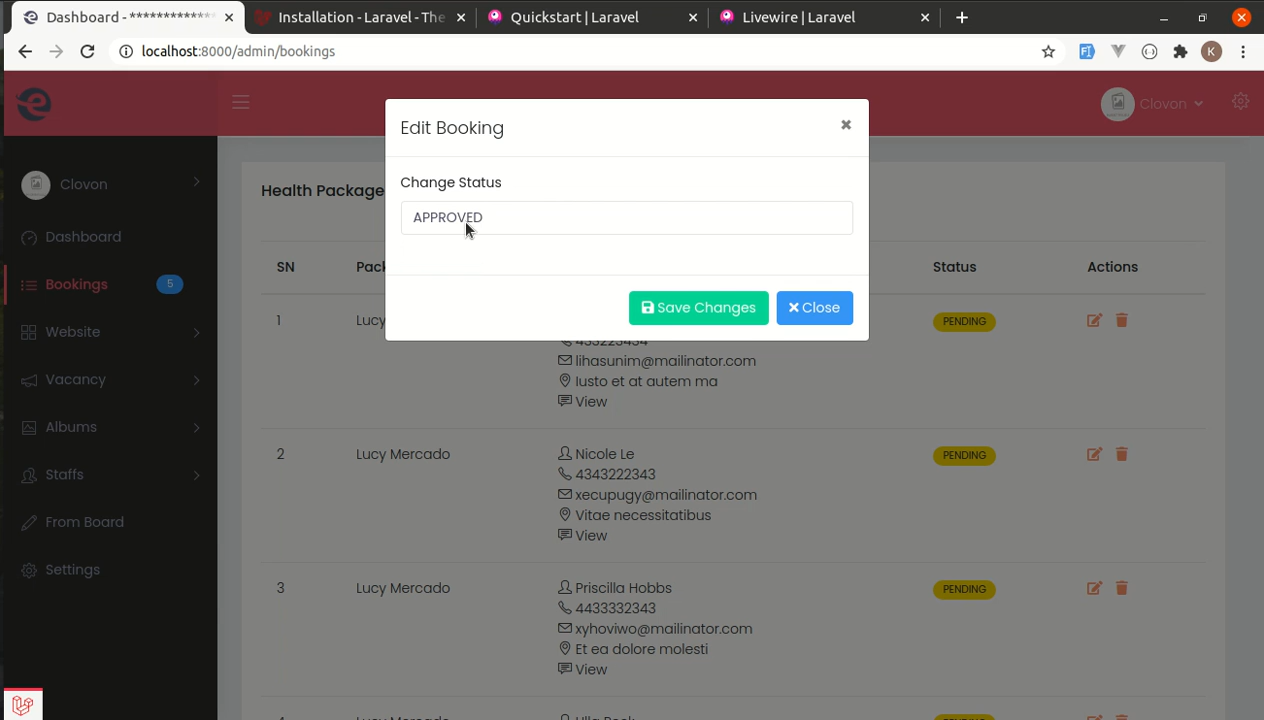 Dashboard - **************
Installation - Laravel - The
Quickstart | Laravel
Livewire | Laravel
localhost:8000/admin/bookings
K
Clovon
Edit Booking
Change Status
APPROVED
Save Changes
Close
Clovon
Dashboard
Bookings 5
Website
Vacancy
Albums
Staffs
From Board
Settings
Health Package
SN Pack Status Actions
1 Lucy PENDING
433223434
lihasunim@mailinator.com
Iusto et at autem ma
View
2 Lucy Mercado Nicole Le PENDING
4343222343
xecupugy@mailinator.com
Vitae necessitatibus
View
3 Lucy Mercado Priscilla Hobbs PENDING
4433332343
xyhoviwo@mailinator.com
Et ea dolore molesti
View